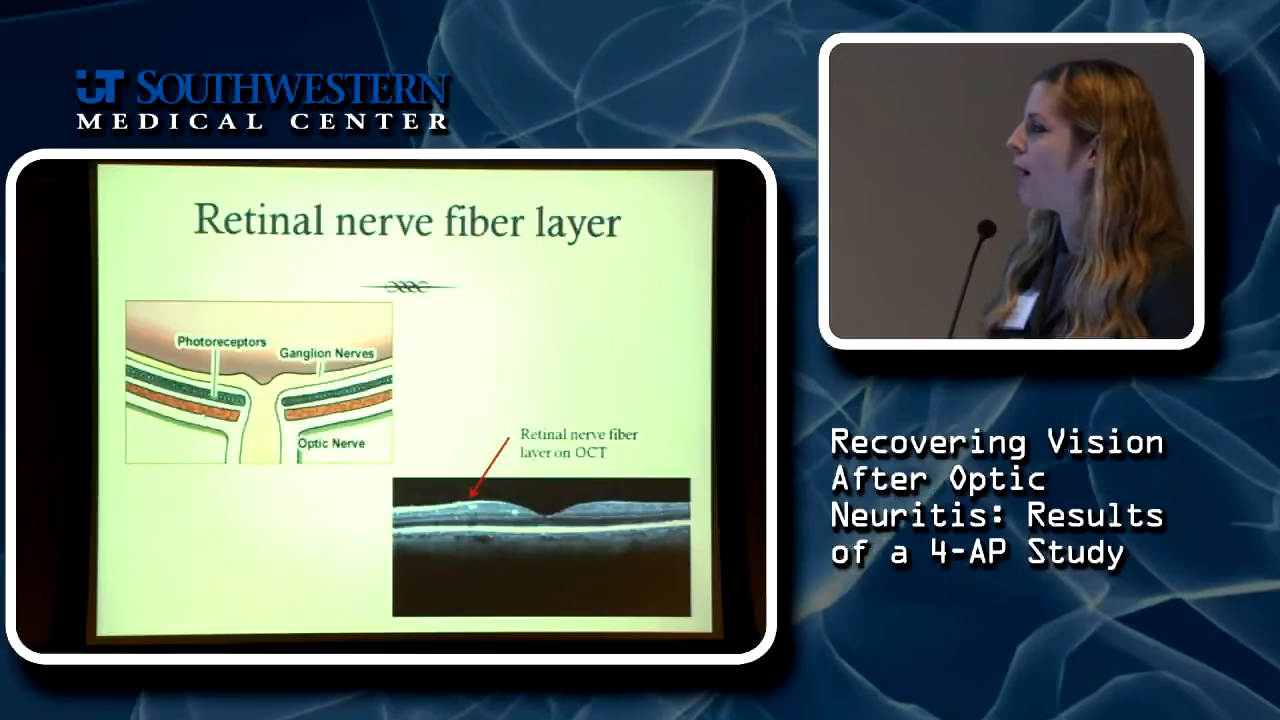 UT SOUTHWESTERN
MEDICAL CENTER
Retinal nerve fiber layer
Photoreceptors
Ganglion Nerves
Optic Nerve
Retinal nerve fiber
layer on OCT
Recovering Vision
After Optic
Neuritis: Results
of a 4-AP Study